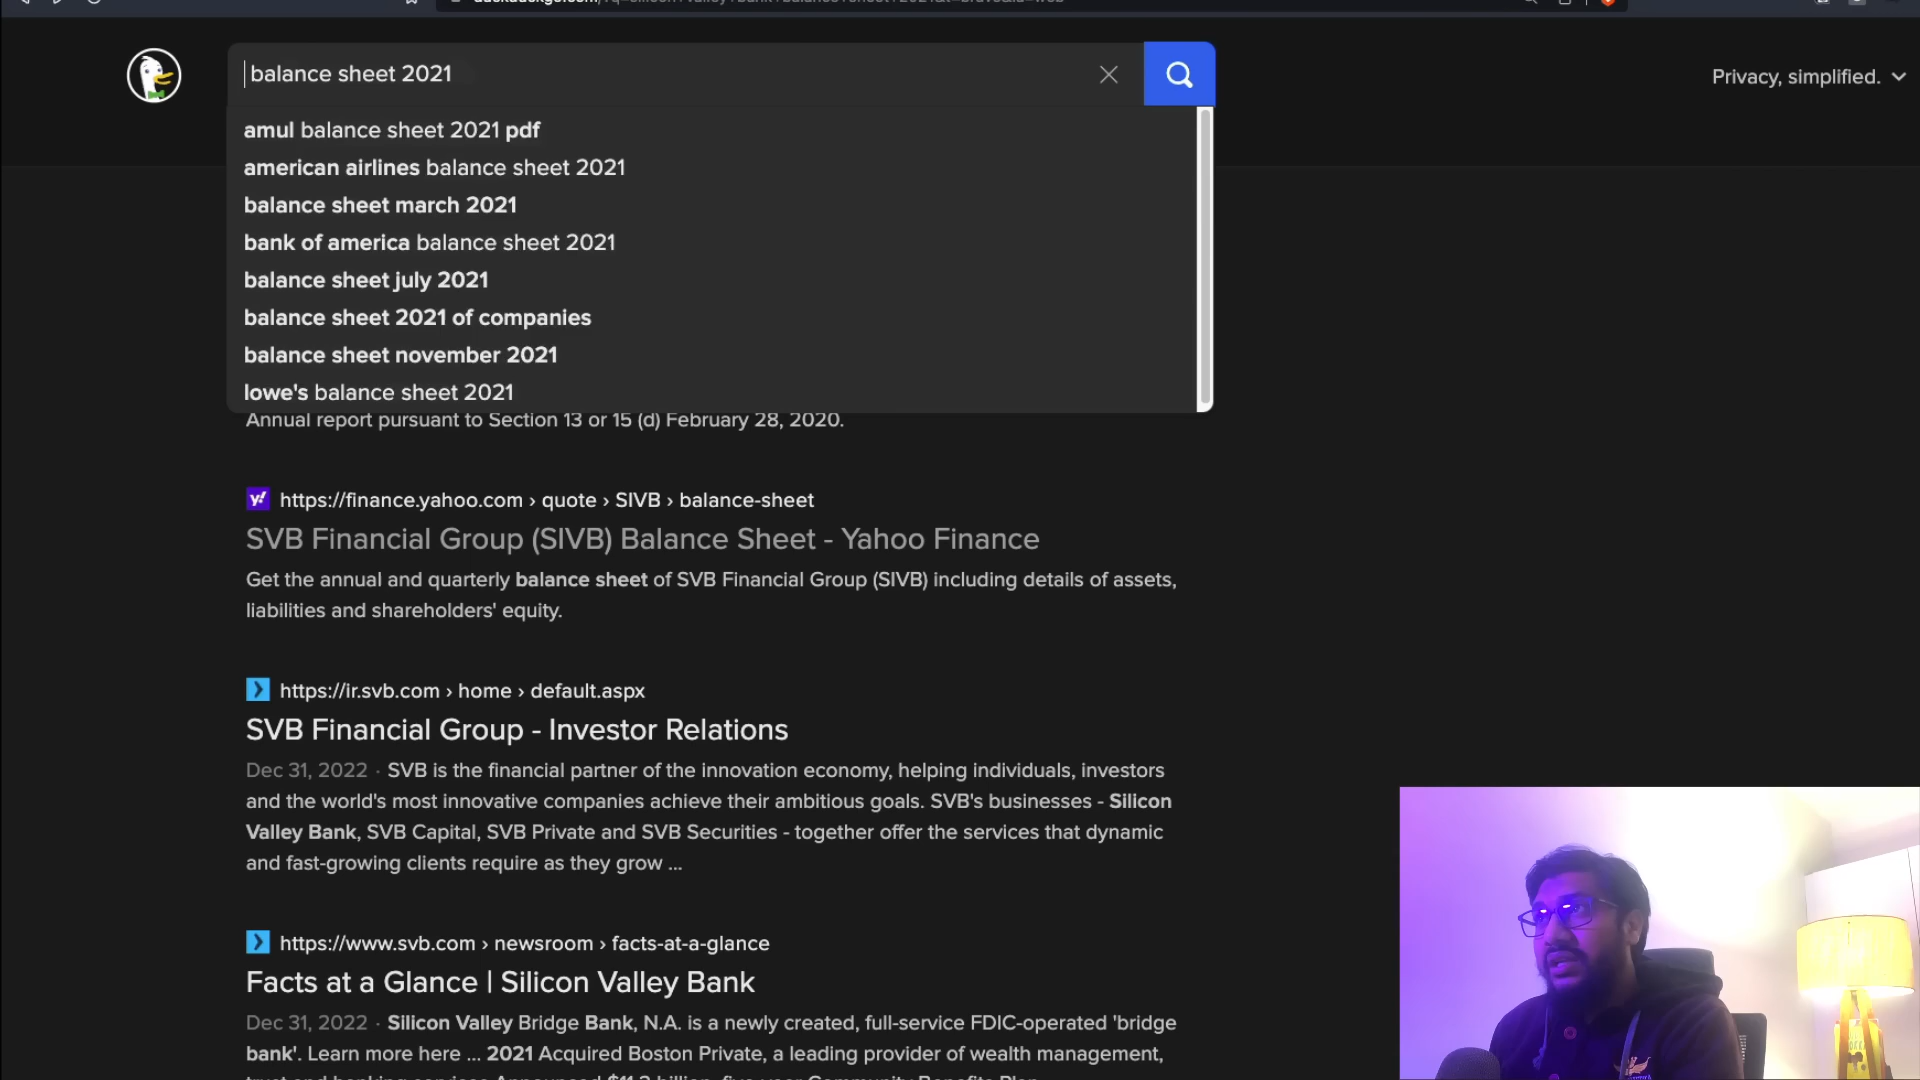 balance sheet 2021
Privacy, simplified.
amul balance sheet 2021 pdf
american airlines balance sheet 2021
balance sheet march 2021
bank of america balance sheet 2021
balance sheet july 2021
balance sheet 2021 of companies
balance sheet november 2021
lowe's balance sheet 2021
Annual report pursuant to Section 13 or 15 (d) February 28, 2020.
https://finance.yahoo.com › quote › SIVB › balance-sheet
SVB Financial Group (SIVB) Balance Sheet - Yahoo Finance
Get the annual and quarterly balance sheet of SVB Financial Group (SIVB) including details of assets,
liabilities and shareholders' equity.
https://ir.svb.com › home › default.aspx
SVB Financial Group - Investor Relations
Dec 31, 2022 · SVB is the financial partner of the innovation economy, helping individuals, investors
and the world's most innovative companies achieve their ambitious goals. SVB's businesses - Silicon
Valley Bank, SVB Capital, SVB Private and SVB Securities - together offer the services that dynamic
and fast-growing clients require as they grow ...
https://www.svb.com › newsroom › facts-at-a-glance
Facts at a Glance | Silicon Valley Bank
Dec 31, 2022 · Silicon Valley Bridge Bank, N.A. is a newly created, full-service FDIC-operated 'bridge
bank'. Learn more here ... 2021 Acquired Boston Private, a leading provider of wealth management,